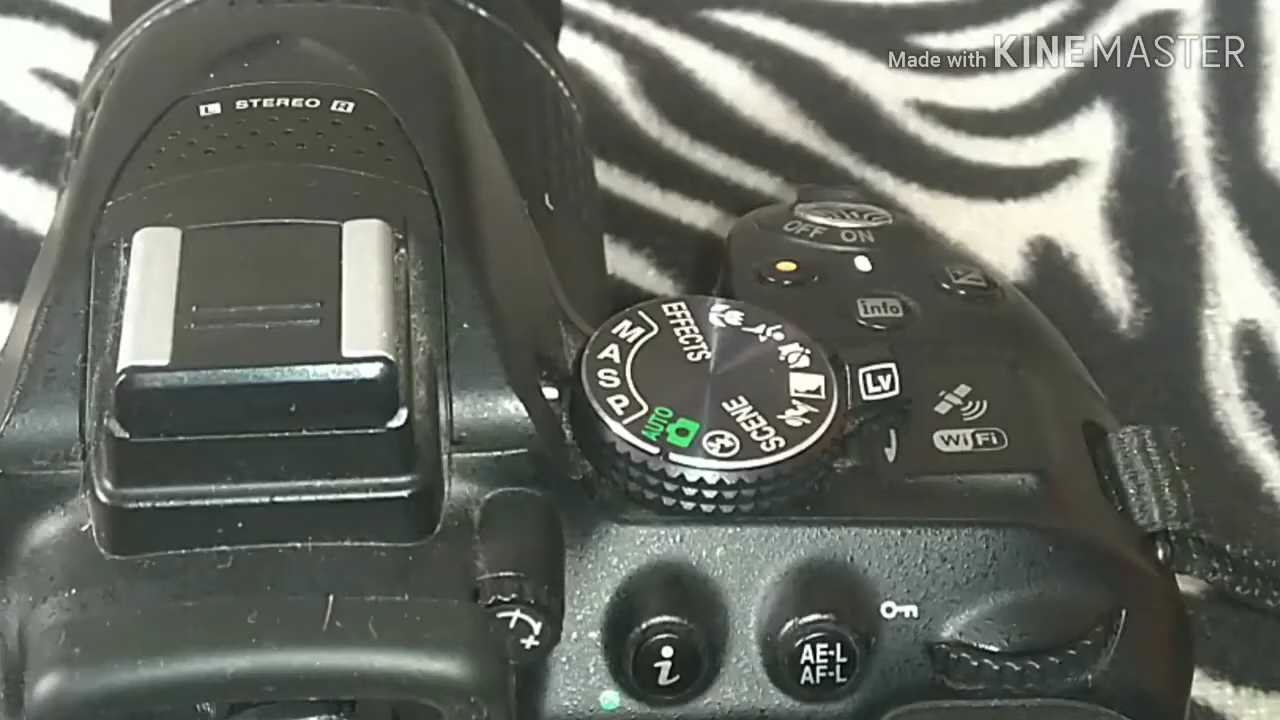 Made with KINEMASTER
L STEREO R
OFF ON
info
EFFECTS
M
A
S
P
AUTO
SCENE
Lv
WiFi
i
AE-L
AF-L